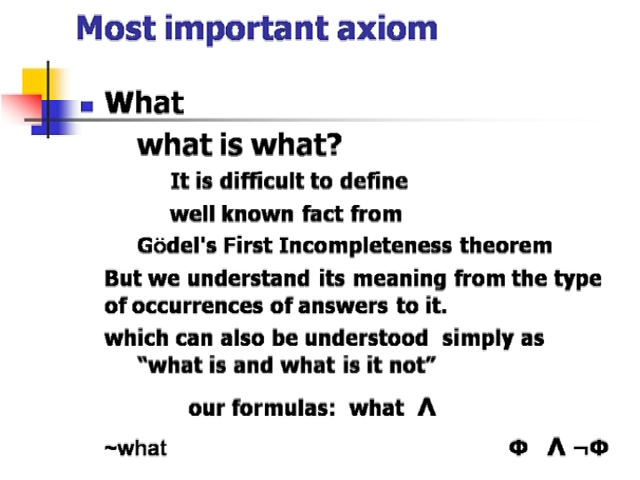 Most important axiom
What
what is what?
It is difficult to define
well known fact from
Gödel's First Incompleteness theorem
But we understand its meaning from the type
of occurrences of answers to it.
which can also be understood simply as
“what is and what is it not”
our formulas: what Λ
~what Φ Λ ¬Φ